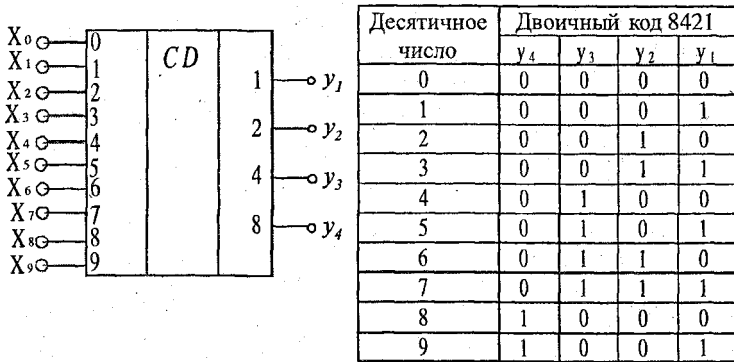 X₀ 0
X₁ 1
X₂ 2
X₃ 3
X₄ 4
X₅ 5
X₆ 6
X₇ 7
X₈ 8
X₉ 9
CD
1 y₁
2 y₂
4 y₃
8 y₄
Десятичное число Двоичный код 8421
y₄ y₃ y₂ y₁
0 0 0 0 0
1 0 0 0 1
2 0 0 1 0
3 0 0 1 1
4 0 1 0 0
5 0 1 0 1
6 0 1 1 0
7 0 1 1 1
8 1 0 0 0
9 1 0 0 1